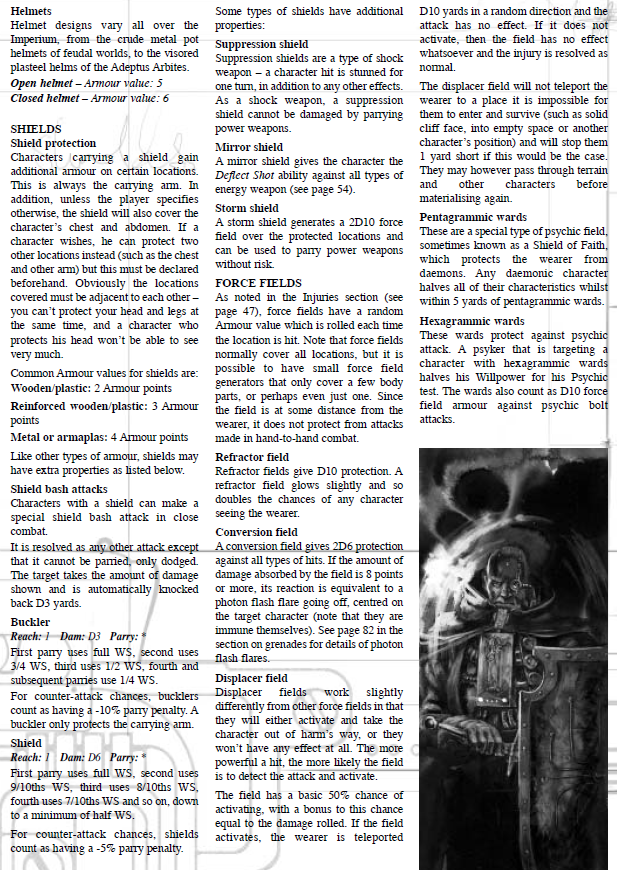 Helmets
Helmet designs vary all over the
Imperium, from the crude metal pot
helmets of feudal worlds, to the visored
plasteel helms of the Adeptus Arbites.
Open helmet – Armour value: 5
Closed helmet – Armour value: 6
SHIELDS
Shield protection
Characters carrying a shield gain
additional armour on certain locations.
This is always the carrying arm. In
addition, unless the player specifies
otherwise, the shield will also cover the
character's chest and abdomen. If a
character wishes, he can protect two
other locations instead (such as the chest
and other arm) but this must be declared
beforehand. Obviously the locations
covered must be adjacent to each other –
you can't protect your head and legs at
the same time, and a character who
protects his head won't be able to see
very much.
Common Armour values for shields are:
Wooden/plastic: 2 Armour points
Reinforced wooden/plastic: 3 Armour
points
Metal or armaplas: 4 Armour points
Like other types of armour, shields may
have extra properties as listed below.
Shield bash attacks
Characters with a shield can make a
special shield bash attack in close
combat.
It is resolved as any other attack except
that it cannot be parried, only dodged.
The target takes the amount of damage
shown and is automatically knocked
back D3 yards.
Buckler
Reach: 1 Dam: D3 Parry: *
First parry uses full WS, second uses
3/4 WS, third uses 1/2 WS, fourth and
subsequent parries use 1/4 WS.
For counter-attack chances, bucklers
count as having a -10% parry penalty. A
buckler only protects the carrying arm.
Shield
Reach: 1 Dam: D6 Parry: *
First parry uses full WS, second uses
9/10ths WS, third uses 8/10ths WS,
fourth uses 7/10ths WS and so on, down
to a minimum of half WS.
For counter-attack chances, shields
count as having a -5% parry penalty.
Some types of shields have additional
properties:
Suppression shield
Suppression shields are a type of shock
weapon – a character hit is stunned for
one turn, in addition to any other effects.
As a shock weapon, a suppression
shield cannot be damaged by parrying
power weapons.
Mirror shield
A mirror shield gives the character the
Deflect Shot ability against all types of
energy weapon (see page 54).
Storm shield
A storm shield generates a 2D10 force
field over the protected locations and
can be used to parry power weapons
without risk.
FORCE FIELDS
As noted in the Injuries section (see
page 47), force fields have a random
Armour value which is rolled each time
the location is hit. Note that force fields
normally cover all locations, but it is
possible to have small force field
generators that only cover a few body
parts, or perhaps even just one. Since
the field is at some distance from the
wearer, it does not protect from attacks
made in hand-to-hand combat.
Refractor field
Refractor fields give D10 protection. A
refractor field glows slightly and so
doubles the chances of any character
seeing the wearer.
Conversion field
A conversion field gives 2D6 protection
against all types of hits. If the amount of
damage absorbed by the field is 8 points
or more, its reaction is equivalent to a
photon flash flare going off, centred on
the target character (note that they are
immune themselves). See page 82 in the
section on grenades for details of photon
flash flares.
Displacer field
Displacer fields work slightly
differently from other force fields in that
they will either activate and take the
character out of harm's way, or they
won't have any effect at all. The more
powerful a hit, the more likely the field
is to detect the attack and activate.
The field has a basic 50% chance of
activating, with a bonus to this chance
equal to the damage rolled. If the field
activates, the wearer is teleported
D10 yards in a random direction and the
attack has no effect. If it does not
activate, then the field has no effect
whatsoever and the injury is resolved as
normal.
The displacer field will not teleport the
wearer to a place it is impossible for
them to enter and survive (such as solid
cliff face, into empty space or another
character's position) and will stop them
1 yard short if this would be the case.
They may however pass through terrain
and other characters before
materialising again.
Pentagrammic wards
These are a special type of psychic field,
sometimes known as a Shield of Faith,
which protects the wearer from
daemons. Any daemonic character
halves all of their characteristics whilst
within 5 yards of pentagrammic wards.
Hexagrammic wards
These wards protect against psychic
attack. A psyker that is targeting a
character with hexagrammic wards
halves his Willpower for his Psychic
test. The wards also count as D10 force
field armour against psychic bolt
attacks.